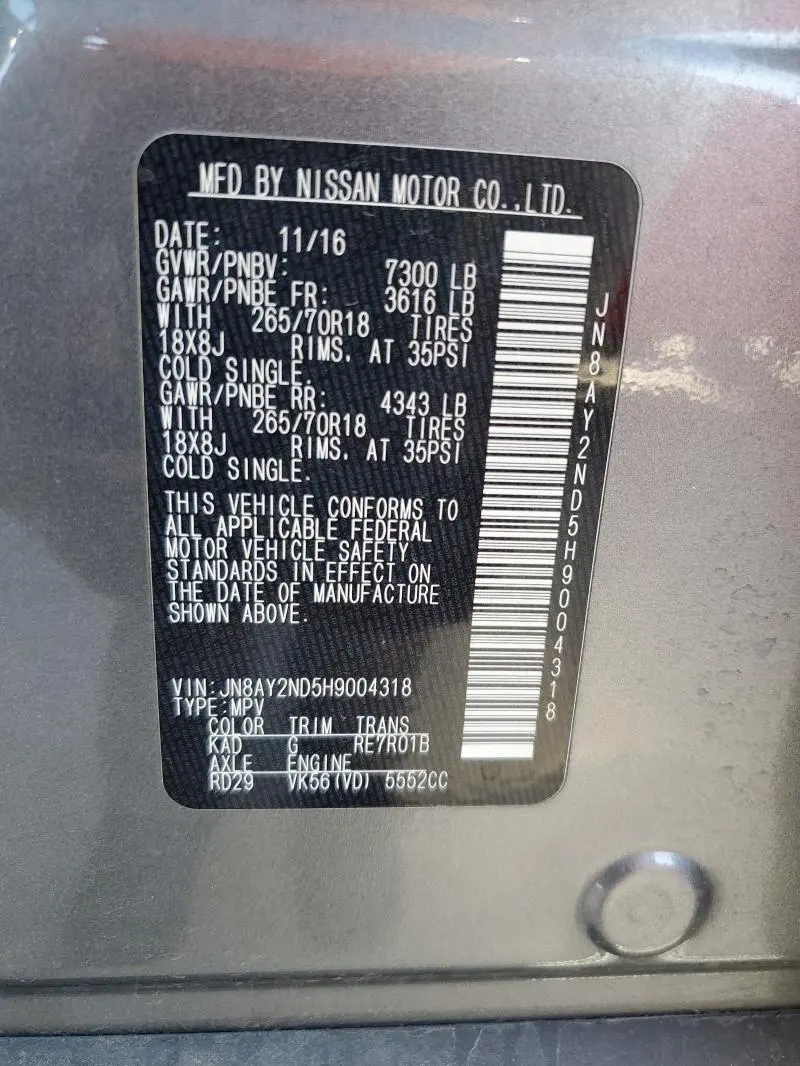 MFD BY NISSAN MOTOR CO.,LTD.
DATE: 11/16
GVWR/PNBV: 7300 LB
GAWR/PNBE FR: 3616 LB
WITH 265/70R18 TIRES
18X8J RIMS. AT 35PSI
COLD SINGLE.
GAWR/PNBE RR: 4343 LB
WITH 265/70R18 TIRES
18X8J RIMS. AT 35PSI
COLD SINGLE.
THIS VEHICLE CONFORMS TO
ALL APPLICABLE FEDERAL
MOTOR VEHICLE SAFETY
STANDARDS IN EFFECT ON
THE DATE OF MANUFACTURE
SHOWN ABOVE.
VIN:JN8AY2ND5H9004318
TYPE:MPV
COLOR TRIM TRANS
KAD G RE7R01B
AXLE ENGINE
RD29 VK56(VD) 5552CC
JN8AY2ND5H9004318